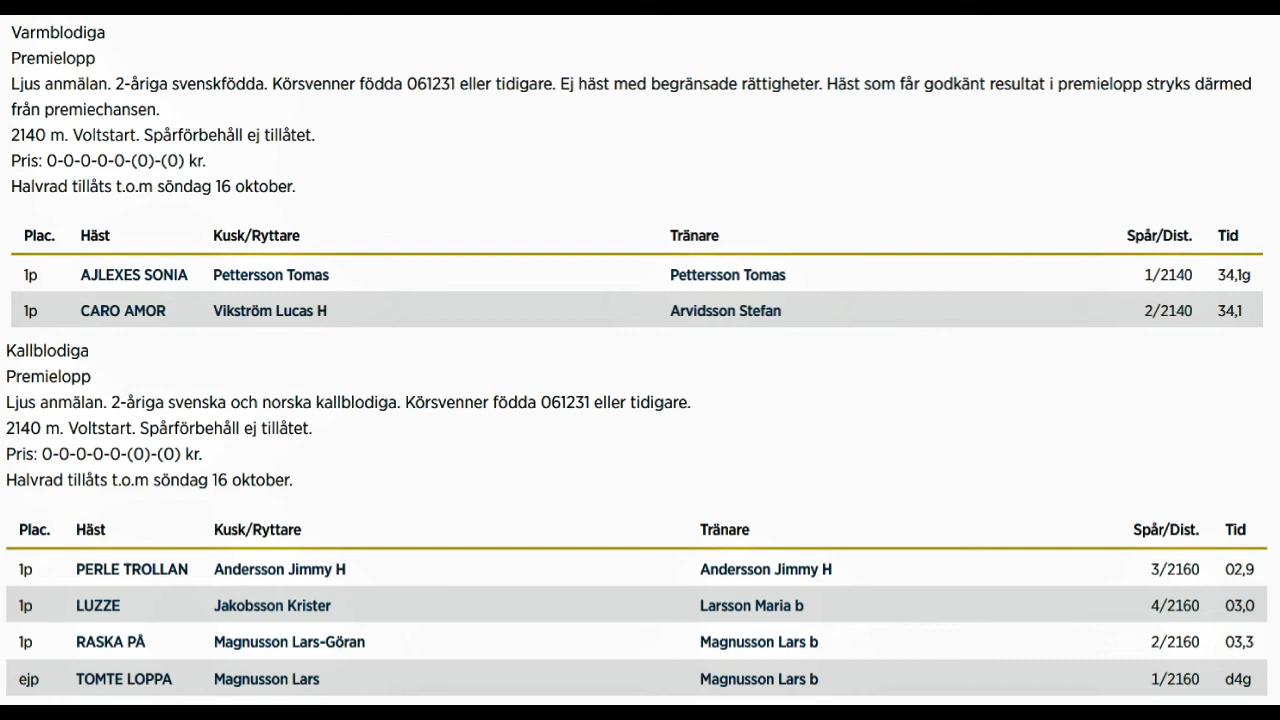 Varmblodiga
Premielopp
Ljus anmälan. 2-åriga svenskfödda. Körsvenner födda 061231 eller tidigare. Ej häst med begränsade rättigheter. Häst som får godkänt resultat i premielopp stryks därmed
från premiechansen.
2140 m. Voltstart. Spårförbehåll ej tillåtet.
Pris: 0-0-0-0-0-(0)-(0) kr.
Halvrad tillåts t.o.m söndag 16 oktober.
Plac. Häst Kusk/Ryttare Tränare Spår/Dist. Tid
1p AJLEXES SONIA Pettersson Tomas Pettersson Tomas 1/2140 34,1g
1p CARO AMOR Vikström Lucas H Arvidsson Stefan 2/2140 34,1
Kallblodiga
Premielopp
Ljus anmälan. 2-åriga svenska och norska kallblodiga. Körsvenner födda 061231 eller tidigare.
2140 m. Voltstart. Spårförbehåll ej tillåtet.
Pris: 0-0-0-0-0-(0)-(0) kr.
Halvrad tillåts t.o.m söndag 16 oktober.
Plac. Häst Kusk/Ryttare Tränare Spår/Dist. Tid
1p PERLE TROLLAN Andersson Jimmy H Andersson Jimmy H 3/2160 02,9
1p LUZZE Jakobsson Krister Larsson Maria b 4/2160 03,0
1p RASKA PÅ Magnusson Lars-Göran Magnusson Lars b 2/2160 03,3
ejp TOMTE LOPPA Magnusson Lars Magnusson Lars b 1/2160 d4g